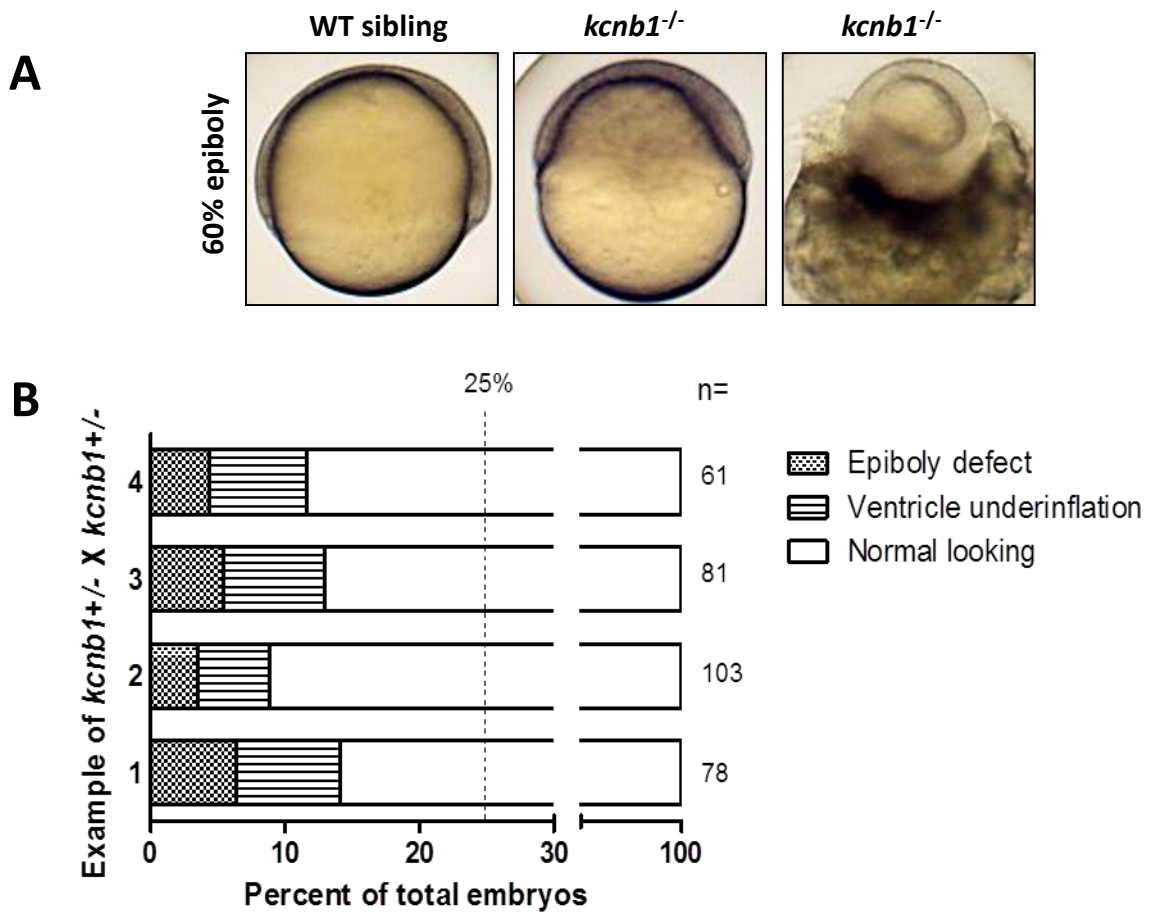 WT sibling
kcnb1-/-
kcnb1-/-
A
60% epiboly
B
25%
n=
Example of kcnb1+/- X kcnb1+/-
4
61
3
81
2
103
1
78
Epiboly defect
Ventricle underinflation
Normal looking
0 10 20 30 100
Percent of total embryos